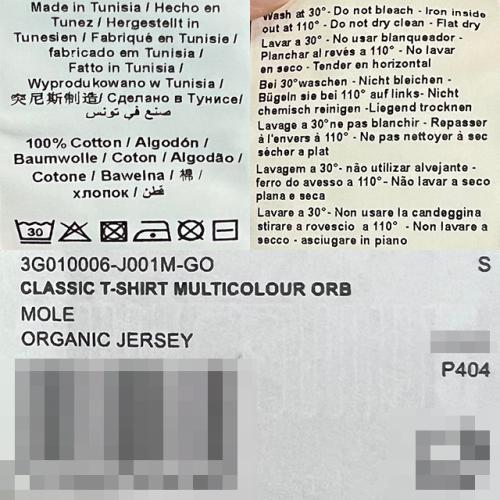 Made in Tunisia / Hecho en
Tunez / Hergestellt in
Tunesien / Fabriqué en Tunisie /
fabricado em Tunisia /
Fatto in Tunisia /
Wyprodukowano w Tunisie /
突尼斯制造/ Сделано в Тунисе/
صنع في تونس
100% Cotton / Algodón /
Baumwolle / Coton / Algodão /
Cotone / Bawelna / 棉 /
хлопок / قطن
30
Wash at 30°- Do not bleach - Iron inside
out at 110° - Do not dry clean - Flat dry
Lavar a 30° - No usar blanqueador -
Planchar al revés a 110° - No lavar
en seco - Tender en horizontal
Bei 30°waschen - Nicht bleichen -
Bügeln sie bei 110° auf links- Nicht
chemisch reinigen -Liegend trocknen
Lavage a 30°ne pas blanchir - Repasser
à l'envers à 110° - Ne pas nettoyer à sec
sécher a plat
Lavagem a 30°- não utilizar alvejante -
ferro do avesso a 110°- Não lavar a seco
plana e seca
Lavare a 30°- Non usare la candeggina
stirare a rovescio a 110° - Non lavare
a secco - asciugare in piano
3G010006-J001M-GO S
CLASSIC T-SHIRT MULTICOLOUR ORB
MOLE
ORGANIC JERSEY
P404